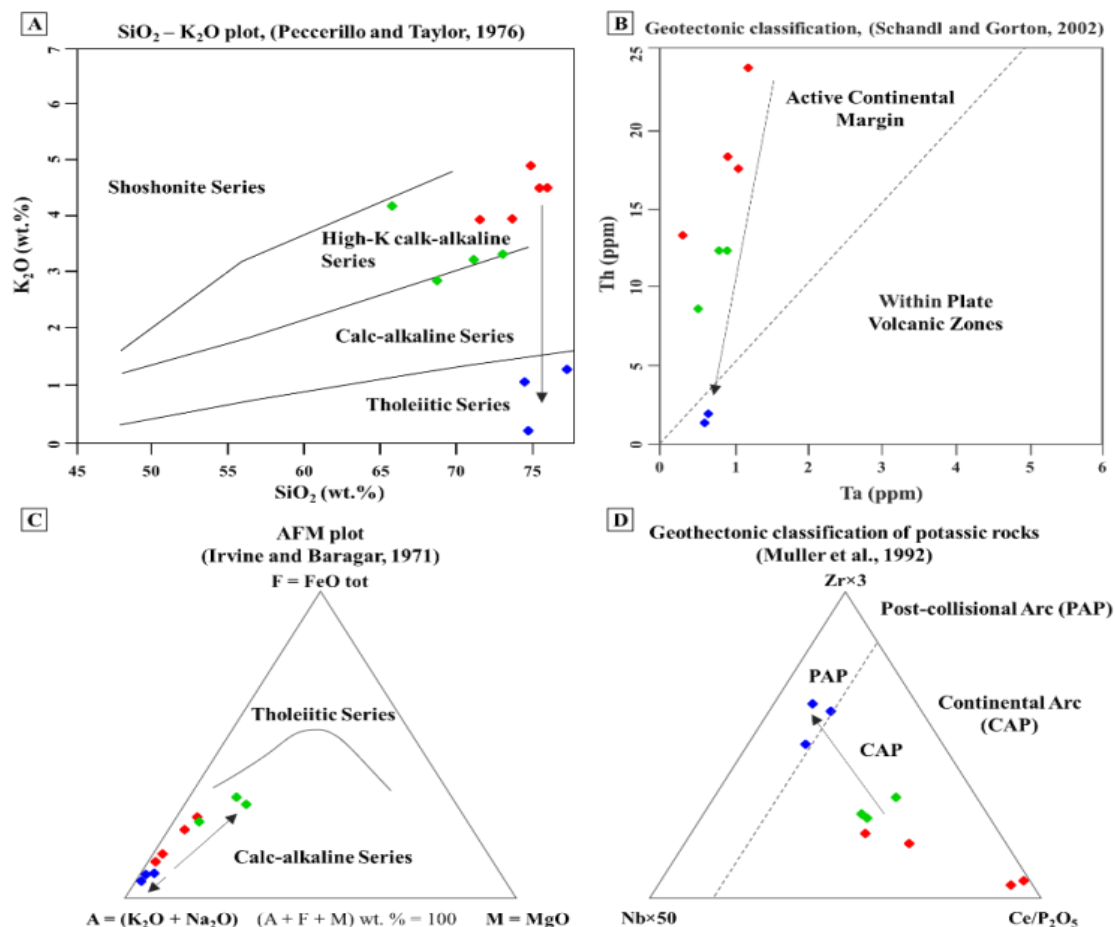 A
SiO₂ – K₂O plot, (Peccerillo and Taylor, 1976)
7
6
5
4
3
2
1
0
K₂O (wt.%)
Shoshonite Series
High-K calk-alkaline
Series
Calc-alkaline Series
Tholeiitic Series
45
50
55
60
65
70
75
SiO₂ (wt.%)
B
Geotectonic classification, (Schandl and Gorton, 2002)
25
20
15
10
5
0
Th (ppm)
Active Continental
Margin
Within Plate
Volcanic Zones
0
1
2
3
4
5
6
Ta (ppm)
C
AFM plot
(Irvine and Baragar, 1971)
F = FeO tot
Tholeiitic Series
Calc-alkaline Series
A = (K₂O + Na₂O) (A + F + M) wt. % = 100 M = MgO
D
Geothectonic classification of potassic rocks
(Muller et al., 1992)
Zr×3
Post-collisional Arc (PAP)
PAP
Continental Arc
(CAP)
CAP
Nb×50
Ce/P₂O₅